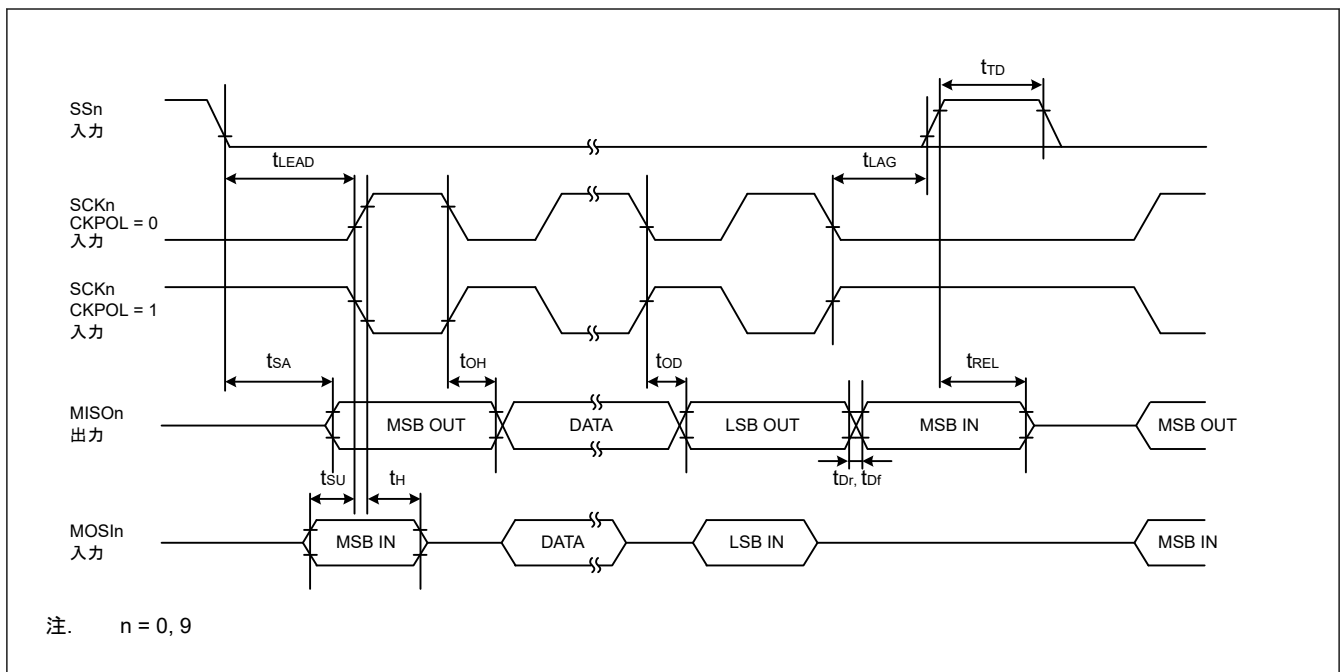 tTD
SSn
入力
tLEAD
tLAG
SCKn
CKPOL = 0
入力
SCKn
CKPOL = 1
入力
tSA
tOH
tOD
tREL
MISOn
出力
MSB OUT
DATA
LSB OUT
MSB IN
MSB OUT
tSU
tH
tDr, tDf
MOSIn
入力
MSB IN
DATA
LSB IN
MSB IN
注. n = 0, 9